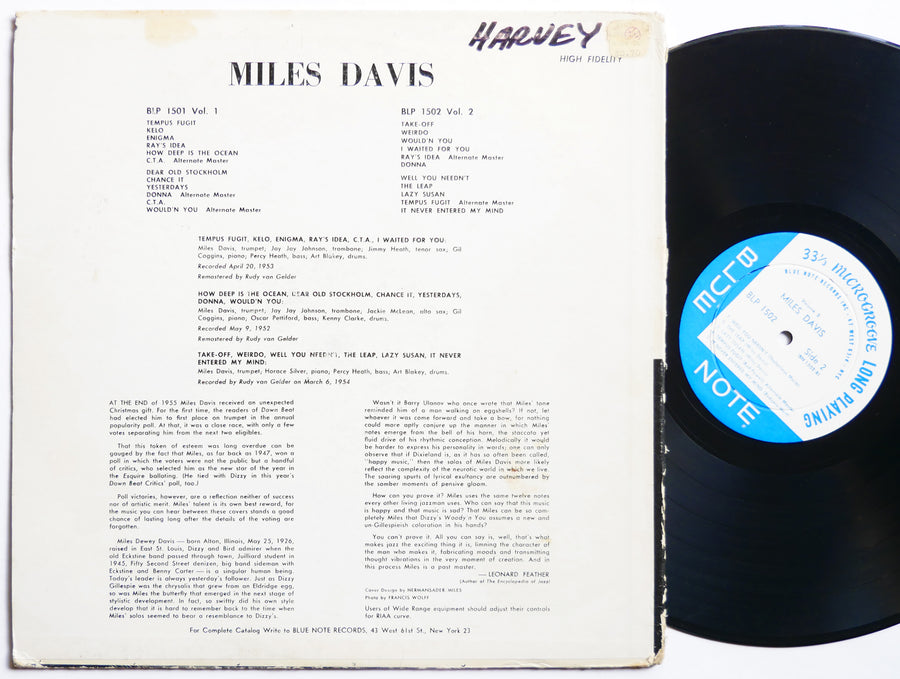 HARVEY
HIGH FIDELITY
MILES DAVIS
BLP 1501 Vol. 1
TEMPUS FUGIT
KELO
ENIGMA
RAY'S IDEA
HOW DEEP IS THE OCEAN
C.T.A. Alternate Master
DEAR OLD STOCKHOLM
CHANCE IT
YESTERDAYS
DONNA Alternate Master
C.T.A.
WOULD'N YOU Alternate Master
BLP 1502 Vol. 2
TAKE-OFF
WEIRDO
WOULD'N YOU
I WAITED FOR YOU
RAY'S IDEA Alternate Master
DONNA
WELL YOU NEEDN'T
THE LEAP
LAZY SUSAN
TEMPUS FUGIT Alternate Master
IT NEVER ENTERED MY MIND
TEMPUS FUGIT, KELO, ENIGMA, RAY'S IDEA, C.T.A., I WAITED FOR YOU:
Miles Davis, trumpet; Jay Jay Johnson, trombone; Jimmy Heath, tenor sax; Gil
Coggins, piano; Percy Heath, bass; Art Blakey, drums.
Recorded April 20, 1953
Remastered by Rudy van Gelder
HOW DEEP IS THE OCEAN, DEAR OLD STOCKHOLM, CHANCE IT, YESTERDAYS,
DONNA, WOULD'N YOU:
Miles Davis, trumpet; Jay Jay Johnson, trombone; Jackie McLean, alto sax; Gil
Coggins, piano; Oscar Pettiford, bass; Kenny Clarke, drums.
Recorded May 9, 1952
Remastered by Rudy van Gelder
TAKE-OFF, WEIRDO, WELL YOU NEEDN'T, THE LEAP, LAZY SUSAN, IT NEVER
ENTERED MY MIND:
Miles Davis, trumpet; Horace Silver, piano; Percy Heath, bass; Art Blakey, drums.
Recorded by Rudy van Gelder on March 6, 1954
AT THE END OF 1955 Miles Davis received an unexpected
Christmas gift. For the first time, the readers of Down Beat
had elected him to first place on trumpet in the annual
popularity poll. At that, it was a close race, with only a few
votes separating him from the next two eligibles.
That this token of esteem was long overdue can be
gauged by the fact that Miles, as far back as 1947, won a
poll in which the voters were not the public but a handful
of critics, who selected him as the new star of the year in
the Esquire balloting. (He tied with Dizzy in this year's
Down Beat Critics' poll, too.)
Poll victories, however, are a reflection neither of success
nor of artistic merit. Miles' talent is its own best reward, for
the music you can hear between these covers stands a good
chance of lasting long after the details of the voting are
forgotten.
Miles Dewey Davis — born Alton, Illinois, May 25, 1926,
raised in East St. Louis, Dizzy and Bird admirer when the
old Eckstine band passed through town, Juilliard student in
1945, Fifty Second Street denizen, big band sideman with
Eckstine and Benny Carter — is a singular human being.
Today's leader is always yesterday's follower. Just as Dizzy
Gillespie was the chrysalis that grew from an Eldridge egg,
so was Miles the butterfly that emerged in the next stage of
stylistic development. In fact, so swiftly did his own style
develop that it is hard to remember back to the time when
Miles' solos seemed to bear a resemblance to Dizzy's.
Wasn't it Barry Ulanov who once wrote that Miles' tone
reminded him of a man walking on eggshells? If not, let
whoever it was come forward and take a bow, for nothing
could more aptly conjure up the manner in which Miles'
notes emerge from the bell of his horn, the staccato yet
fluid drive of his rhythmic conception. Melodically it would
be harder to express his personality in words; one can only
observe that if Dixieland is, as it has so often been called,
"happy music," then the solos of Miles Davis more likely
reflect the complexity of the neurotic world in which we live.
The soaring spurts of lyrical exultancy are outnumbered by
the somber moments of pensive gloom.
How can you prove it? Miles uses the same twelve notes
every other living jazzman uses. Who can say that this music
is happy and that music is sad? That Miles can be so com-
pletely that Dizzy's Woody'n You assumes a new and
un-Gillespieish coloration in his hands?
You can't prove it. All you can say is, well, that's what
makes jazz the exciting thing it is, limning the character of
the man who makes it, fabricating moods and transmitting
thought vibrations in the very moment of creation. And in
this process Miles is a past master.
— LEONARD FEATHER
(Author of The Encyclopedia of Jazz)
Cover Design by HERMANSADER, MILES
Photo by FRANCIS WOLFF
Users of Wide Range equipment should adjust their controls
for RIAA curve.
For Complete Catalog Write to BLUE NOTE RECORDS, 43 West 61st St., New York 23
BLUE NOTE
33⅓ MICROGROOVE LONG PLAYING
BLUE NOTE RECORDS INC · 47 WEST 63rd NYC
MILES DAVIS
BLP 1502
Side 2